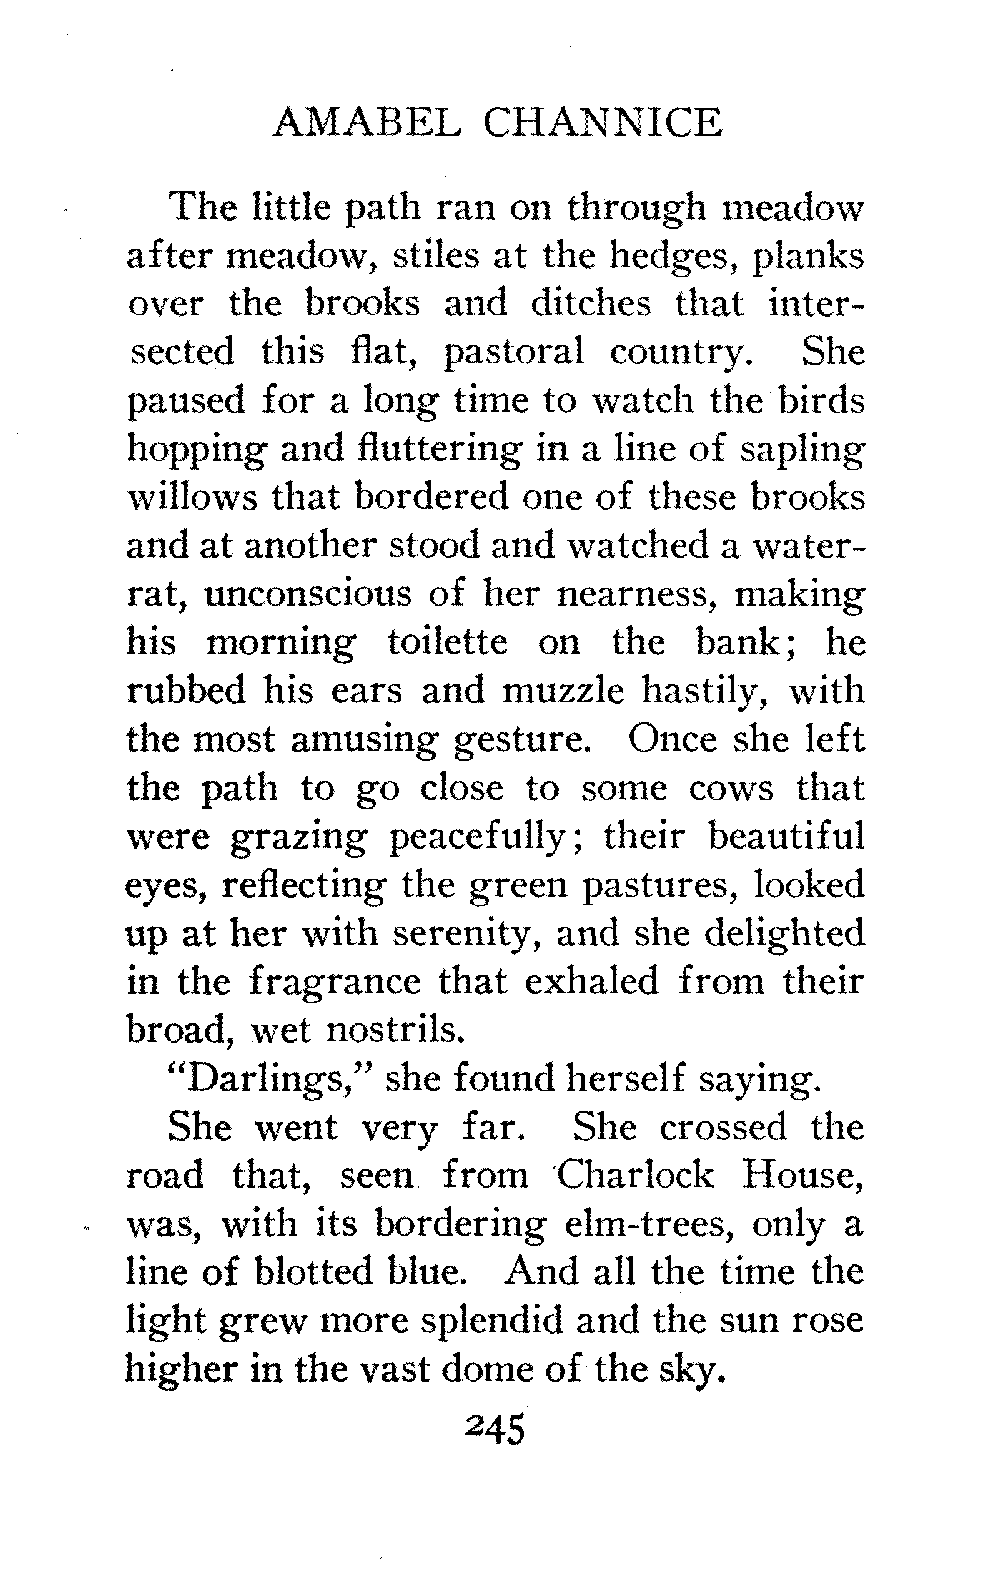 AMABEL CHANNICE
The little path ran on through meadow
after meadow, stiles at the hedges, planks
over the brooks and ditches that inter-
sected this flat, pastoral country. She
paused for a long time to watch the birds
hopping and fluttering in a line of sapling
willows that bordered one of these brooks
and at another stood and watched a water-
rat, unconscious of her nearness, making
his morning toilette on the bank; he
rubbed his ears and muzzle hastily, with
the most amusing gesture. Once she left
the path to go close to some cows that
were grazing peacefully; their beautiful
eyes, reflecting the green pastures, looked
up at her with serenity, and she delighted
in the fragrance that exhaled from their
broad, wet nostrils.
“Darlings,” she found herself saying.
She went very far. She crossed the
road that, seen from Charlock House,
was, with its bordering elm-trees, only a
line of blotted blue. And all the time the
light grew more splendid and the sun rose
higher in the vast dome of the sky.
245